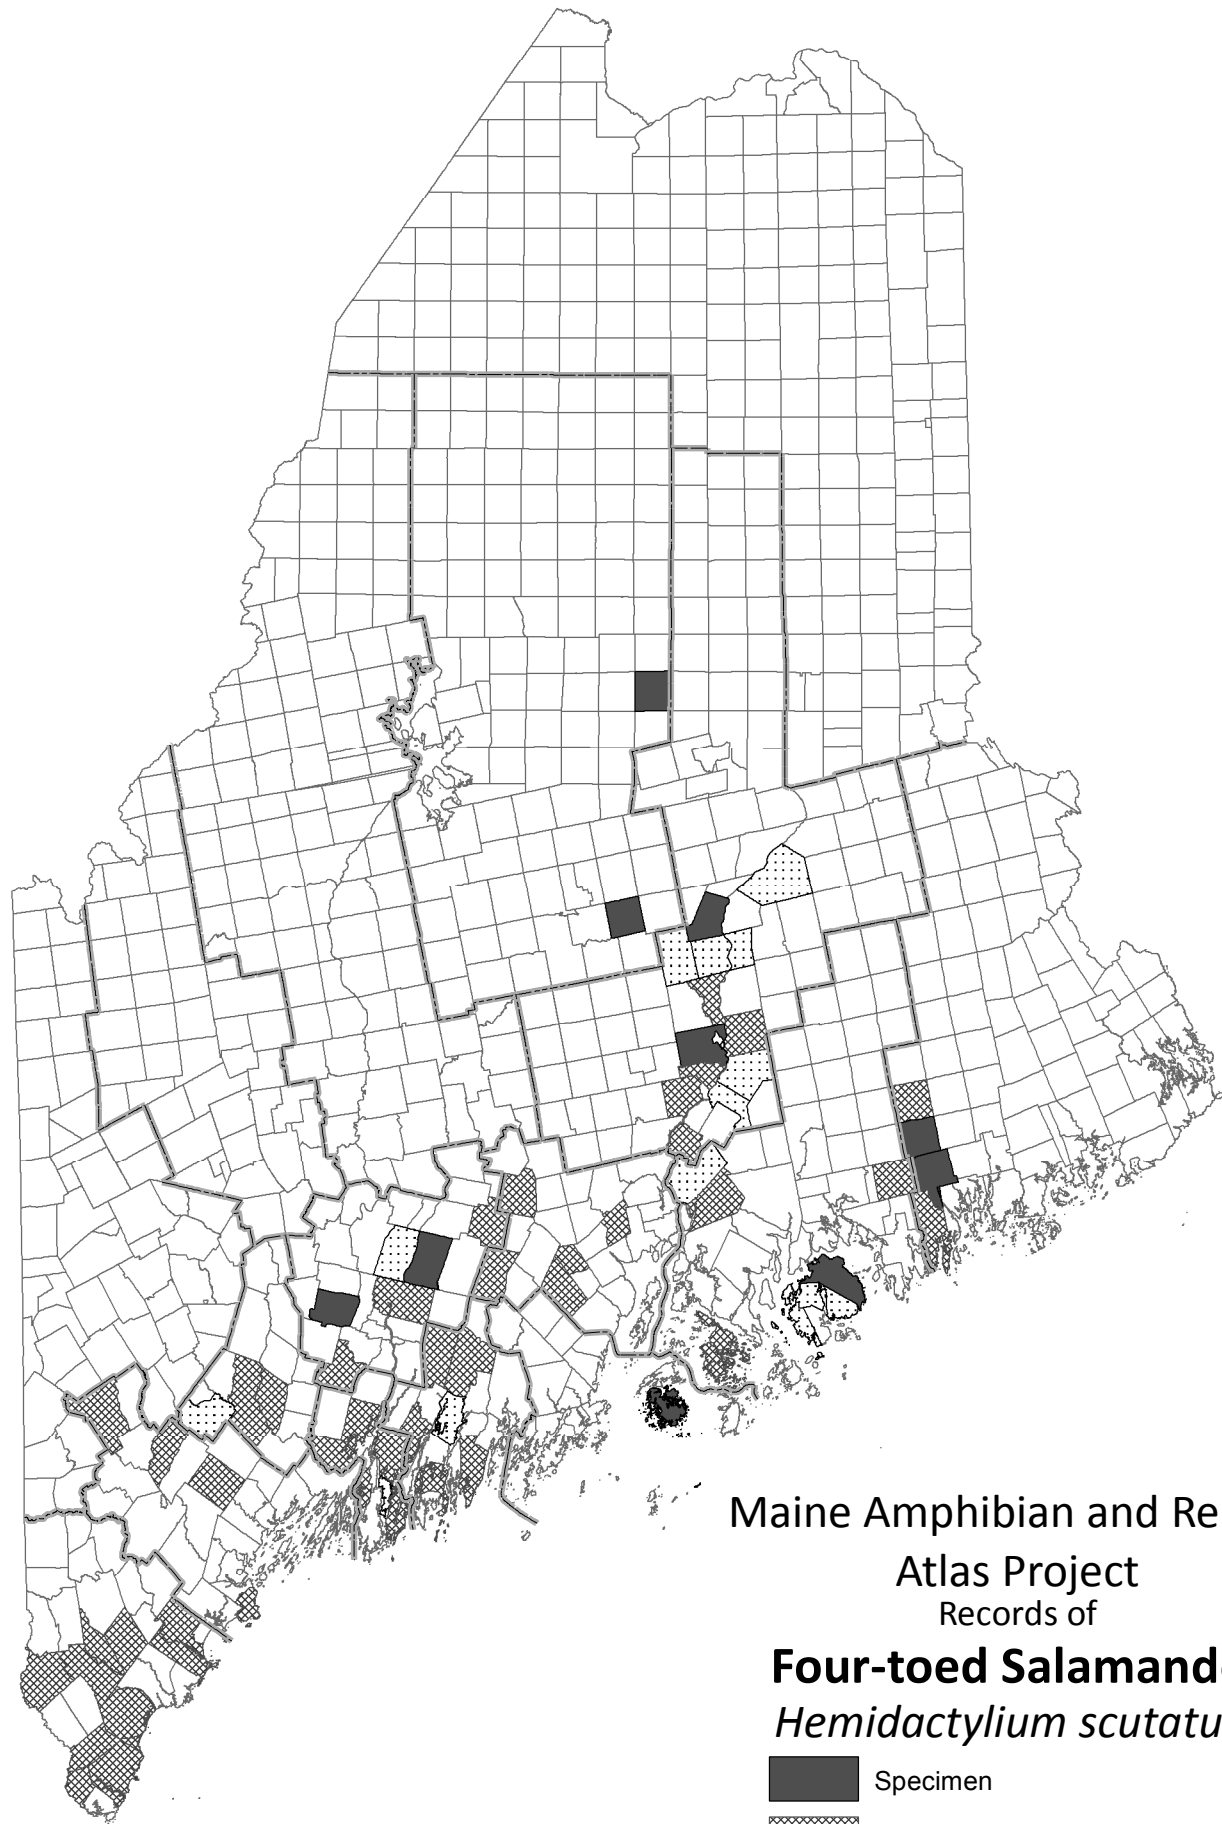 Maine Amphibian and Re
Atlas Project
Records of
Four-toed Salamand
Hemidactylium scutatu
Specimen